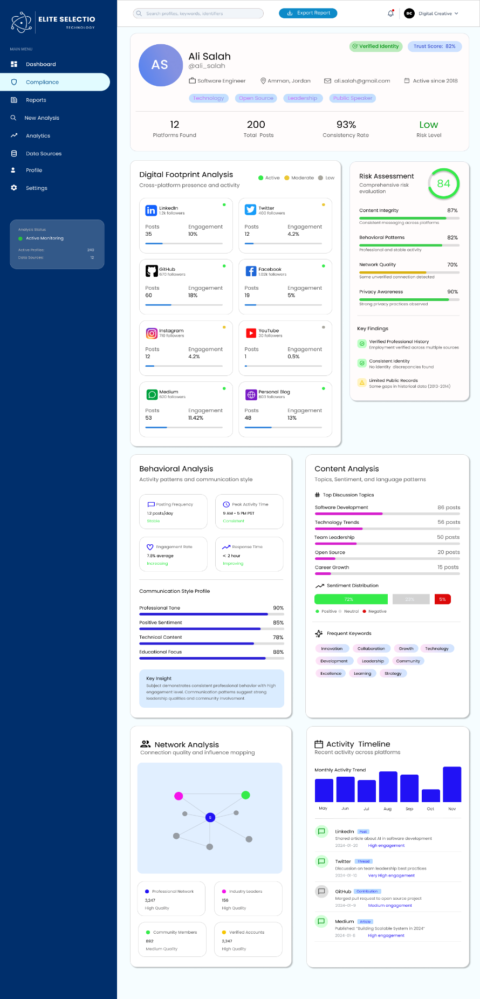 ELITE SELECTIO
TECHNOLOGY
MAIN MENU
Dashboard
Compliance
Reports
New Analysis
Analytics
Data Sources
Profile
Settings
Analysis Status
Active Monitoring
Active Profiles: 240
Data Sources: 12
Search profiles, keywords, identifiers
Export Report
DC Digital Creative
Verified Identity
Trust Score: 82%
AS
Ali Salah
@ali_salah
Software Engineer
Amman, Jordan
ali.salah@gmail.com
Active since 2018
Technology
Open Source
Leadership
Public Speaker
12
Platforms Found
200
Total Posts
93%
Consistency Rate
Low
Risk Level
Digital Footprint Analysis
Cross-platform presence and activity
Active
Moderate
Low
LinkedIn
1.2k followers
Posts Engagement
35 10%
Twitter
400 followers
Posts Engagement
12 4.2%
GitHub
670 followers
Posts Engagement
60 18%
Facebook
1.02k followers
Posts Engagement
19 5%
Instagram
710 followers
Posts Engagement
12 4.2%
YouTube
30 followers
Posts Engagement
1 0.5%
Medium
620 followers
Posts Engagement
53 11.42%
Personal Blog
803 followers
Posts Engagement
48 13%
Risk Assessment
Comprehensive risk
evaluation
84
Content Integrity 87%
Consistent messaging across platforms
Behavioral Patterns 82%
Professional and stable activity
Network Quality 70%
Some unverified connection detected
Privacy Awareness 90%
Strong privacy practices observed
Key Findings
Verified Professional History
Employment verified across multiple sources
Consistent Identity
No identity discrepancies found
Limited Public Records
Some gaps in historical data (2013-2014)
Behavioral Analysis
Activity patterns and communication style
Posting Frequency
1.2 posts/day
Stable
Peak Activity Time
9 AM - 5 PM PST
Consistent
Engagement Rate
7.8% average
Increasing
Response Time
< 2 hour
Improving
Communication Style Profile
Professional Tone 90%
Positive Sentiment 85%
Technical Content 78%
Educational Focus 88%
Key Insight
Subject demonstrates consistent professional behavior with high
engagement level. Communication patterns suggest strong
leadership qualities and community involvement.
Content Analysis
Topics, Sentiment, and language patterns
# Top Discussion Topics
Software Development 86 posts
Technology Trends 56 posts
Team Leadership 50 posts
Open Source 20 posts
Career Growth 15 posts
Sentiment Distribution
72% 23% 5%
Positive Neutral Negative
Frequent Keywords
Innovation Collaboration Growth Technology
Development Leadership Community
Excellence Learning Strategy
Network Analysis
Connection quality and influence mapping
S
Professional Network
3,247
High Quality
Industry Leaders
156
High Quality
Community Members
892
Medium Quality
Verified Accounts
3,247
High Quality
Activity Timeline
Recent activity across platforms
Monthly Activity Trend
May Jun Jul Aug Sep Oct Nov
LinkedIn Post
Shared article about AI in software development
2024-01-20 High engagement
Twitter Thread
Discussion on team leadership best practices
2024-01-10 Very High engagement
GitHub Contribution
Merged pull request to open source project
2024-01-9 Medium engagement
Medium Article
Published: "Building Scalable System in 2024"
2024-01-6 High engagement